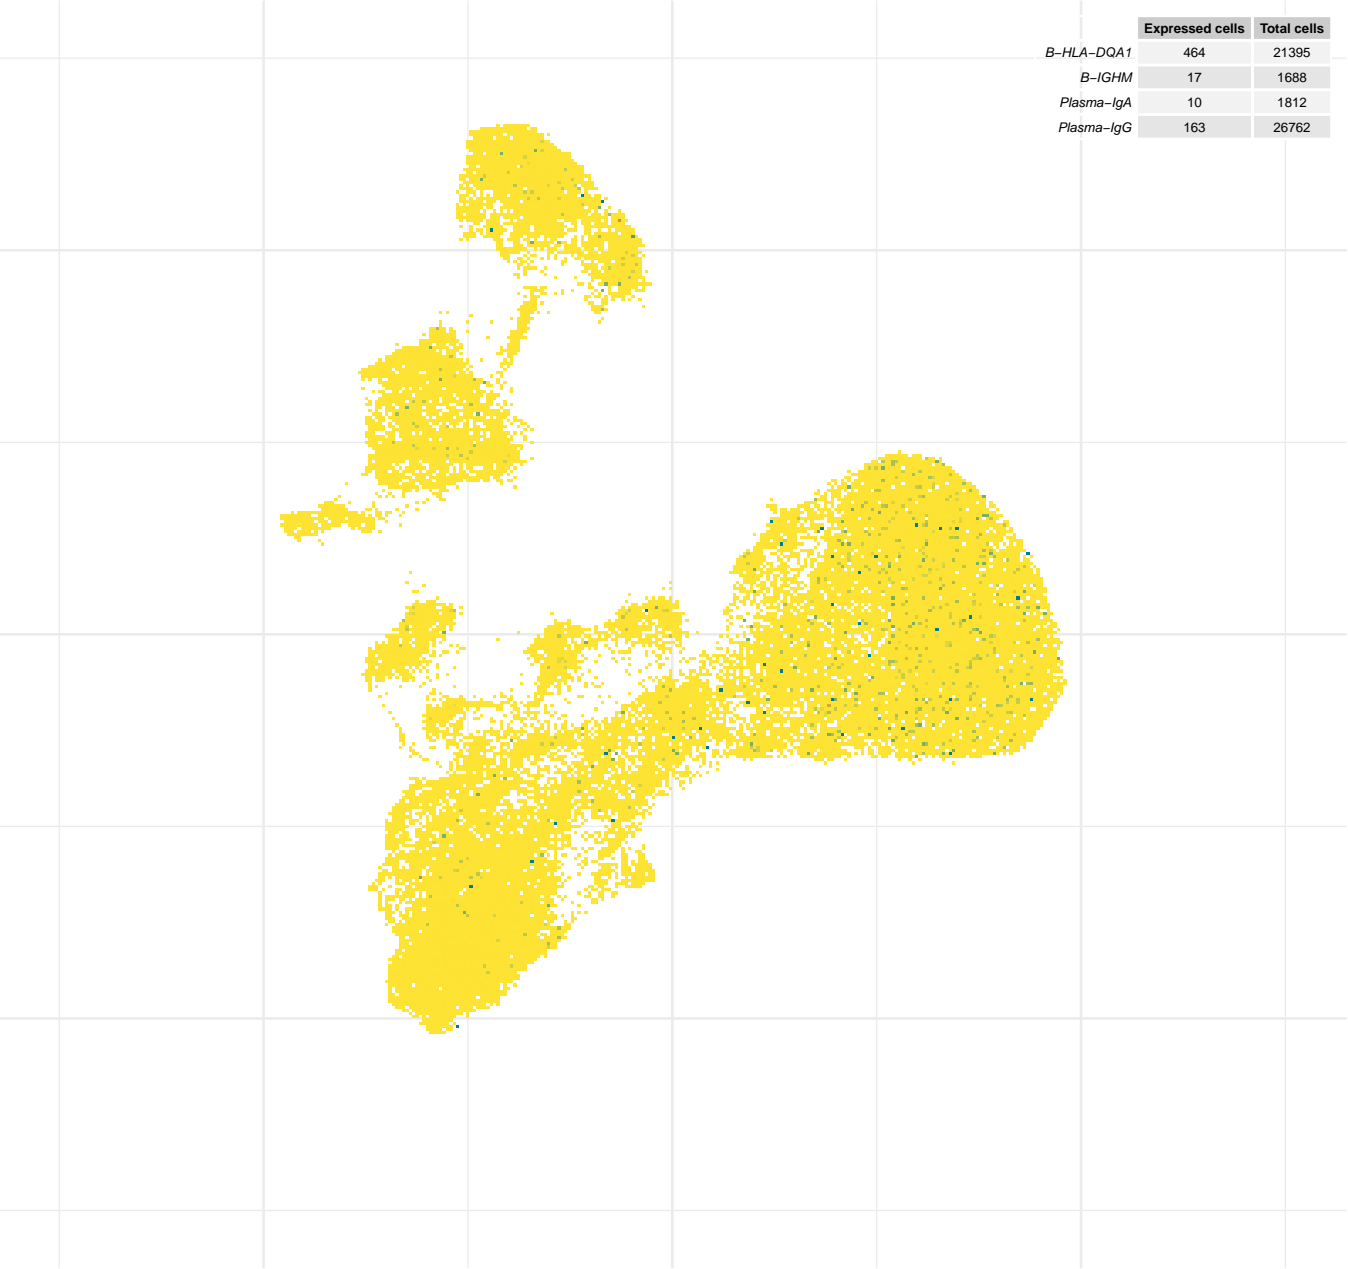 Expressed cells Total cells
B−HLA−DQA1 464 21395
B−IGHM 17 1688
Plasma−IgA 10 1812
Plasma−IgG 163 26762